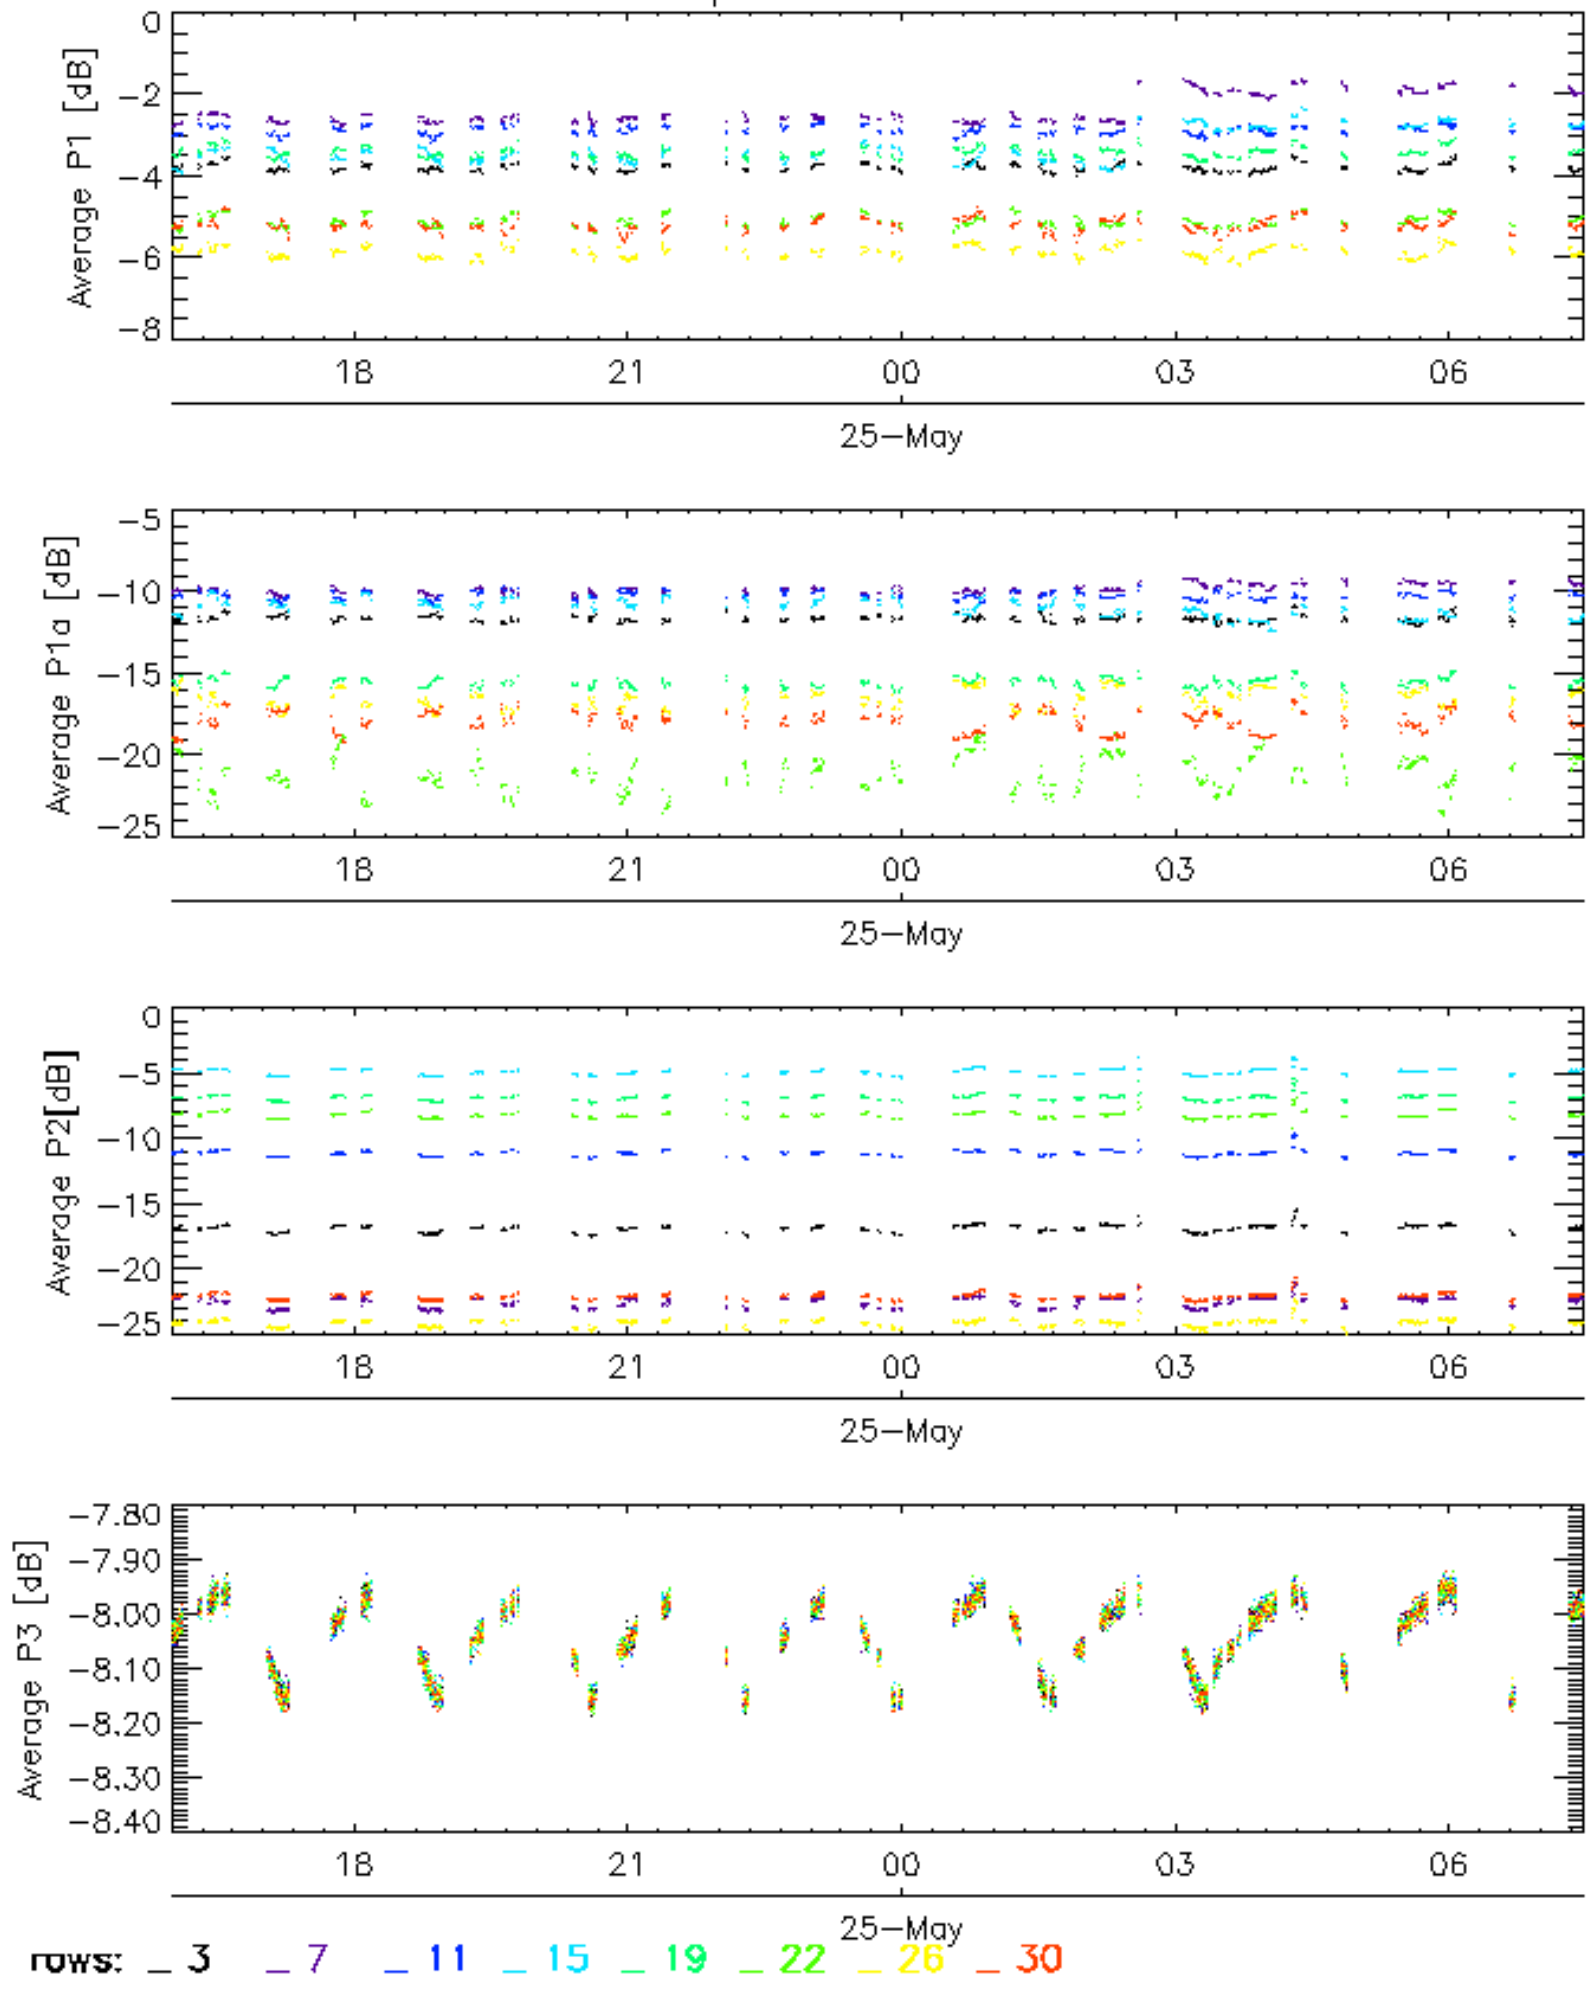 0
−2
−4
−6
−8
Average P1 [dB]
18 21 00 03 06
25−May
−5
−10
−15
−20
−25
Average P1a [dB]
18 21 00 03 06
25−May
0
−5
−10
−15
−20
−25
Average P2[dB]
18 21 00 03 06
25−May
−7.80
−7.90
−8.00
−8.10
−8.20
−8.30
−8.40
Average P3 [dB]
18 21 00 03 06
25−May
rows: _ 3 _ 7 _ 11 _ 15 _ 19 _ 22 _ 26 _ 30